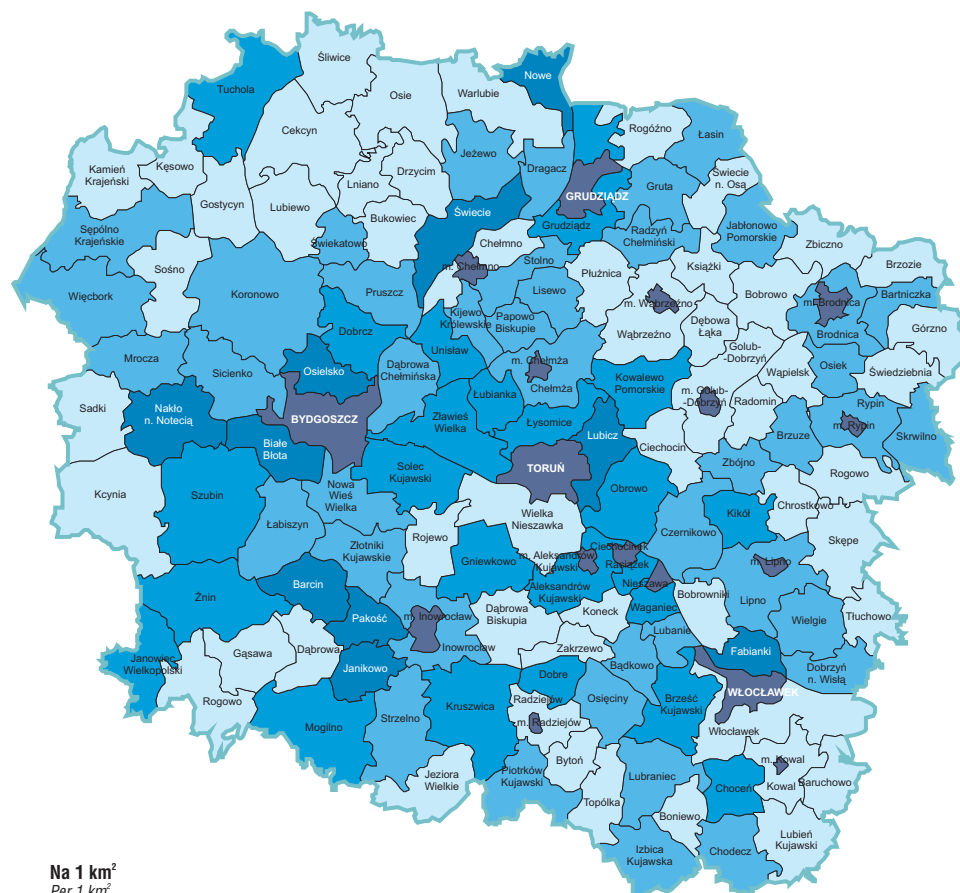 Śliwice
Nowe
Tuchola
Osie
Warlubie
Cekcyn
Rogóźno
Łasin
Jeżewo
Kęsowo
Kamień
Krajeński
Dragacz
Drzycim
Lniano
Gruta
Świecie
n. Osą
GRUDZIĄDZ
Gostycyn
Lubiewo
Bukowiec
Świecie
Grudziądz
Sępólno
Krajeńskie
Radzyń
Chełmiński
Jabłonowo
Pomorskie
Świekatowo
Chełmno
Zbiczno
Sośno
Stolno
m. Chełmno
Płużnica
Książki
Brzozie
Więcbork
Koronowo
Pruszcz
Lisewo
Bobrowo
m. Brodnica
Bartniczka
m. Wąbrzeźno
Kijewo
Królewskie
Papowo
Biskupie
Dębowa
Łąka
Górzno
Dobrcz
Wąbrzeźno
Brodnica
Unisław
Golub-
-Dobrzyń
Mrocza
Sicienko
Osielsko
Dąbrowa
Chełmińska
m. Chełmża
Wąpielsk
Osiek
Świedziebnia
Chełmża
Kowalewo
Pomorskie
Łubianka
m. Golub-
-Dobrzyń
Radomin
Sadki
Nakło
n. Notecią
BYDGOSZCZ
Zławieś
Wielka
Łysomice
Rypin
m. Rypin
Lubicz
Ciechocin
Brzuze
Skrwilno
Białe
Błota
Zbójno
Solec
Kujawski
TORUŃ
Rogowo
Kcynia
Szubin
Nowa
Wieś
Wielka
Obrowo
Wielka
Nieszawka
Chrostkowo
Kikół
Łabiszyn
Czernikowo
Rojewo
Skępe
Złotniki
Kujawskie
Ciechocinek
Gniewkowo
m. Aleksandrów
Kujawski
Raciążek
m. Lipno
Barcin
Nieszawa
Żnin
Aleksandrów
Kujawski
Waganiec
Bobrowniki
Lipno
Koneck
Dąbrowa
Biskupia
Pakość
m. Inowrocław
Wielgie
Tłuchowo
Lubanie
Inowrocław
Zakrzewo
Gąsawa
Dąbrowa
Fabianki
Janowiec
Wielkopolski
Janikowo
Bądkowo
Dobrzyń
n. Wisłą
Dobre
Rogowo
WŁOCŁAWEK
Radziejów
Osięciny
Brześć
Kujawski
Kruszwica
Mogilno
Strzelno
m. Radziejów
Włocławek
Bytoń
m. Kowal
Jeziora
Wielkie
Piotrków
Kujawski
Lubraniec
Choceń
Kowal
Baruchowo
Topólka
Boniewo
Lubień
Kujawski
Izbica
Kujawska
Chodecz
Na 1 km²
Per 1 km²